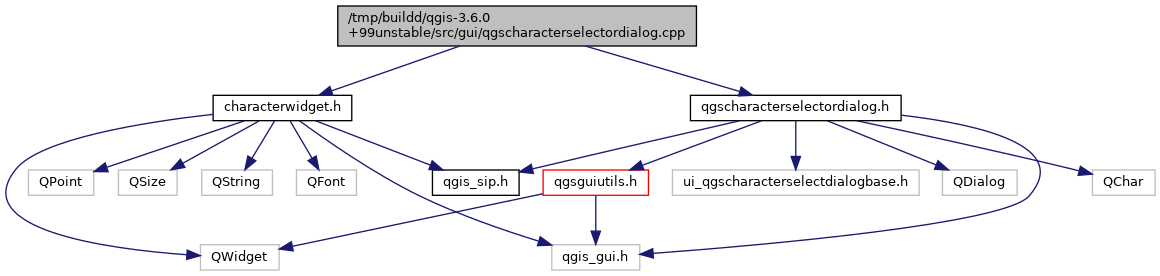 /tmp/buildd/qgis-3.6.0
+99unstable/src/gui/qgscharacterselectordialog.cpp
characterwidget.h
qgscharacterselectordialog.h
QPoint
QSize
QString
QFont
qgis_sip.h
qgsguiutils.h
ui_qgscharacterselectdialogbase.h
QDialog
QChar
QWidget
qgis_gui.h